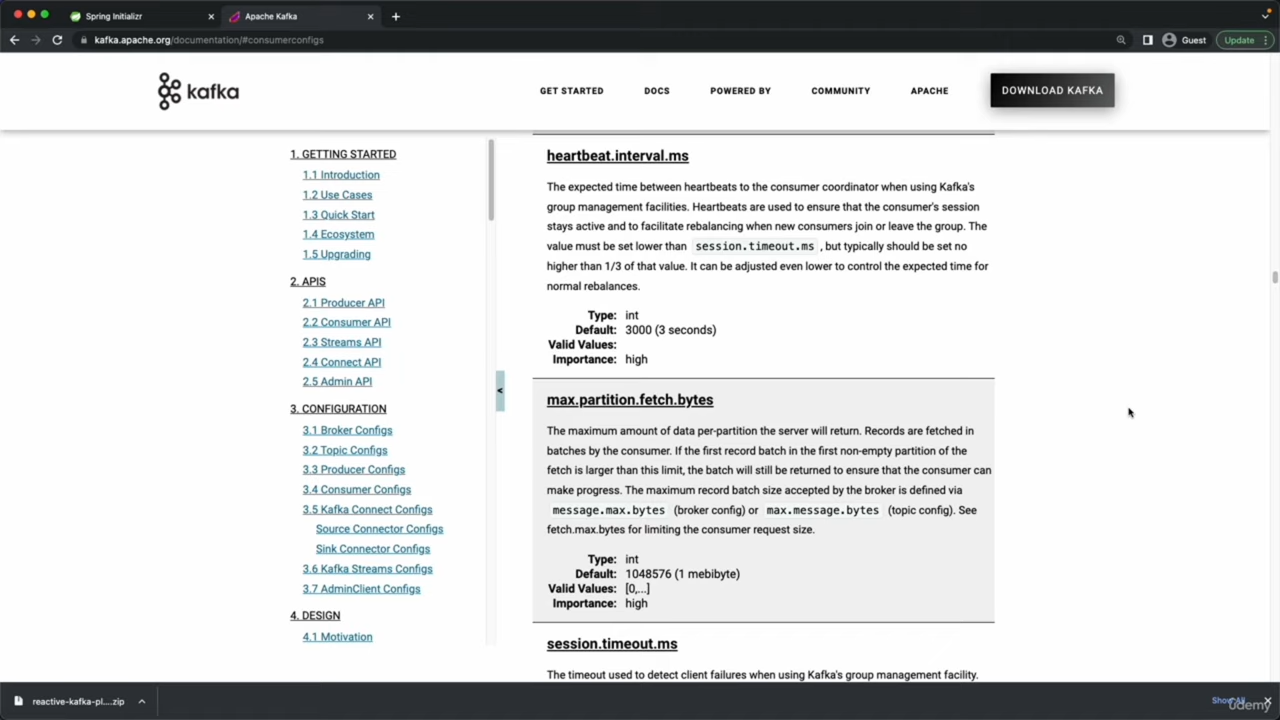 Spring Initializr
Apache Kafka
kafka.apache.org/documentation/#consumerconfigs
Guest
Update
kafka
GET STARTED
DOCS
POWERED BY
COMMUNITY
APACHE
DOWNLOAD KAFKA
1. GETTING STARTED
1.1 Introduction
1.2 Use Cases
1.3 Quick Start
1.4 Ecosystem
1.5 Upgrading
2. APIS
2.1 Producer API
2.2 Consumer API
2.3 Streams API
2.4 Connect API
2.5 Admin API
3. CONFIGURATION
3.1 Broker Configs
3.2 Topic Configs
3.3 Producer Configs
3.4 Consumer Configs
3.5 Kafka Connect Configs
Source Connector Configs
Sink Connector Configs
3.6 Kafka Streams Configs
3.7 AdminClient Configs
4. DESIGN
4.1 Motivation
<
heartbeat.interval.ms
The expected time between heartbeats to the consumer coordinator when using Kafka's
group management facilities. Heartbeats are used to ensure that the consumer's session
stays active and to facilitate rebalancing when new consumers join or leave the group. The
value must be set lower than session.timeout.ms , but typically should be set no
higher than 1/3 of that value. It can be adjusted even lower to control the expected time for
normal rebalances.
Type: int
Default: 3000 (3 seconds)
Valid Values:
Importance: high
max.partition.fetch.bytes
The maximum amount of data per-partition the server will return. Records are fetched in
batches by the consumer. If the first record batch in the first non-empty partition of the
fetch is larger than this limit, the batch will still be returned to ensure that the consumer can
make progress. The maximum record batch size accepted by the broker is defined via
message.max.bytes (broker config) or max.message.bytes (topic config). See
fetch.max.bytes for limiting the consumer request size.
Type: int
Default: 1048576 (1 mebibyte)
Valid Values: [0,...]
Importance: high
session.timeout.ms
The timeout used to detect client failures when using Kafka's group management facility.
reactive-kafka-pl....zip
Show All
udemy